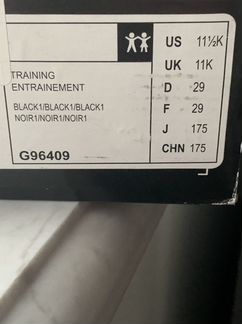 TRAINING
ENTRAINEMENT
BLACK1/BLACK1/BLACK1
NOIR1/NOIR1/NOIR1
G96409
US 11½K
UK 11K
D 29
F 29
J 175
CHN 175